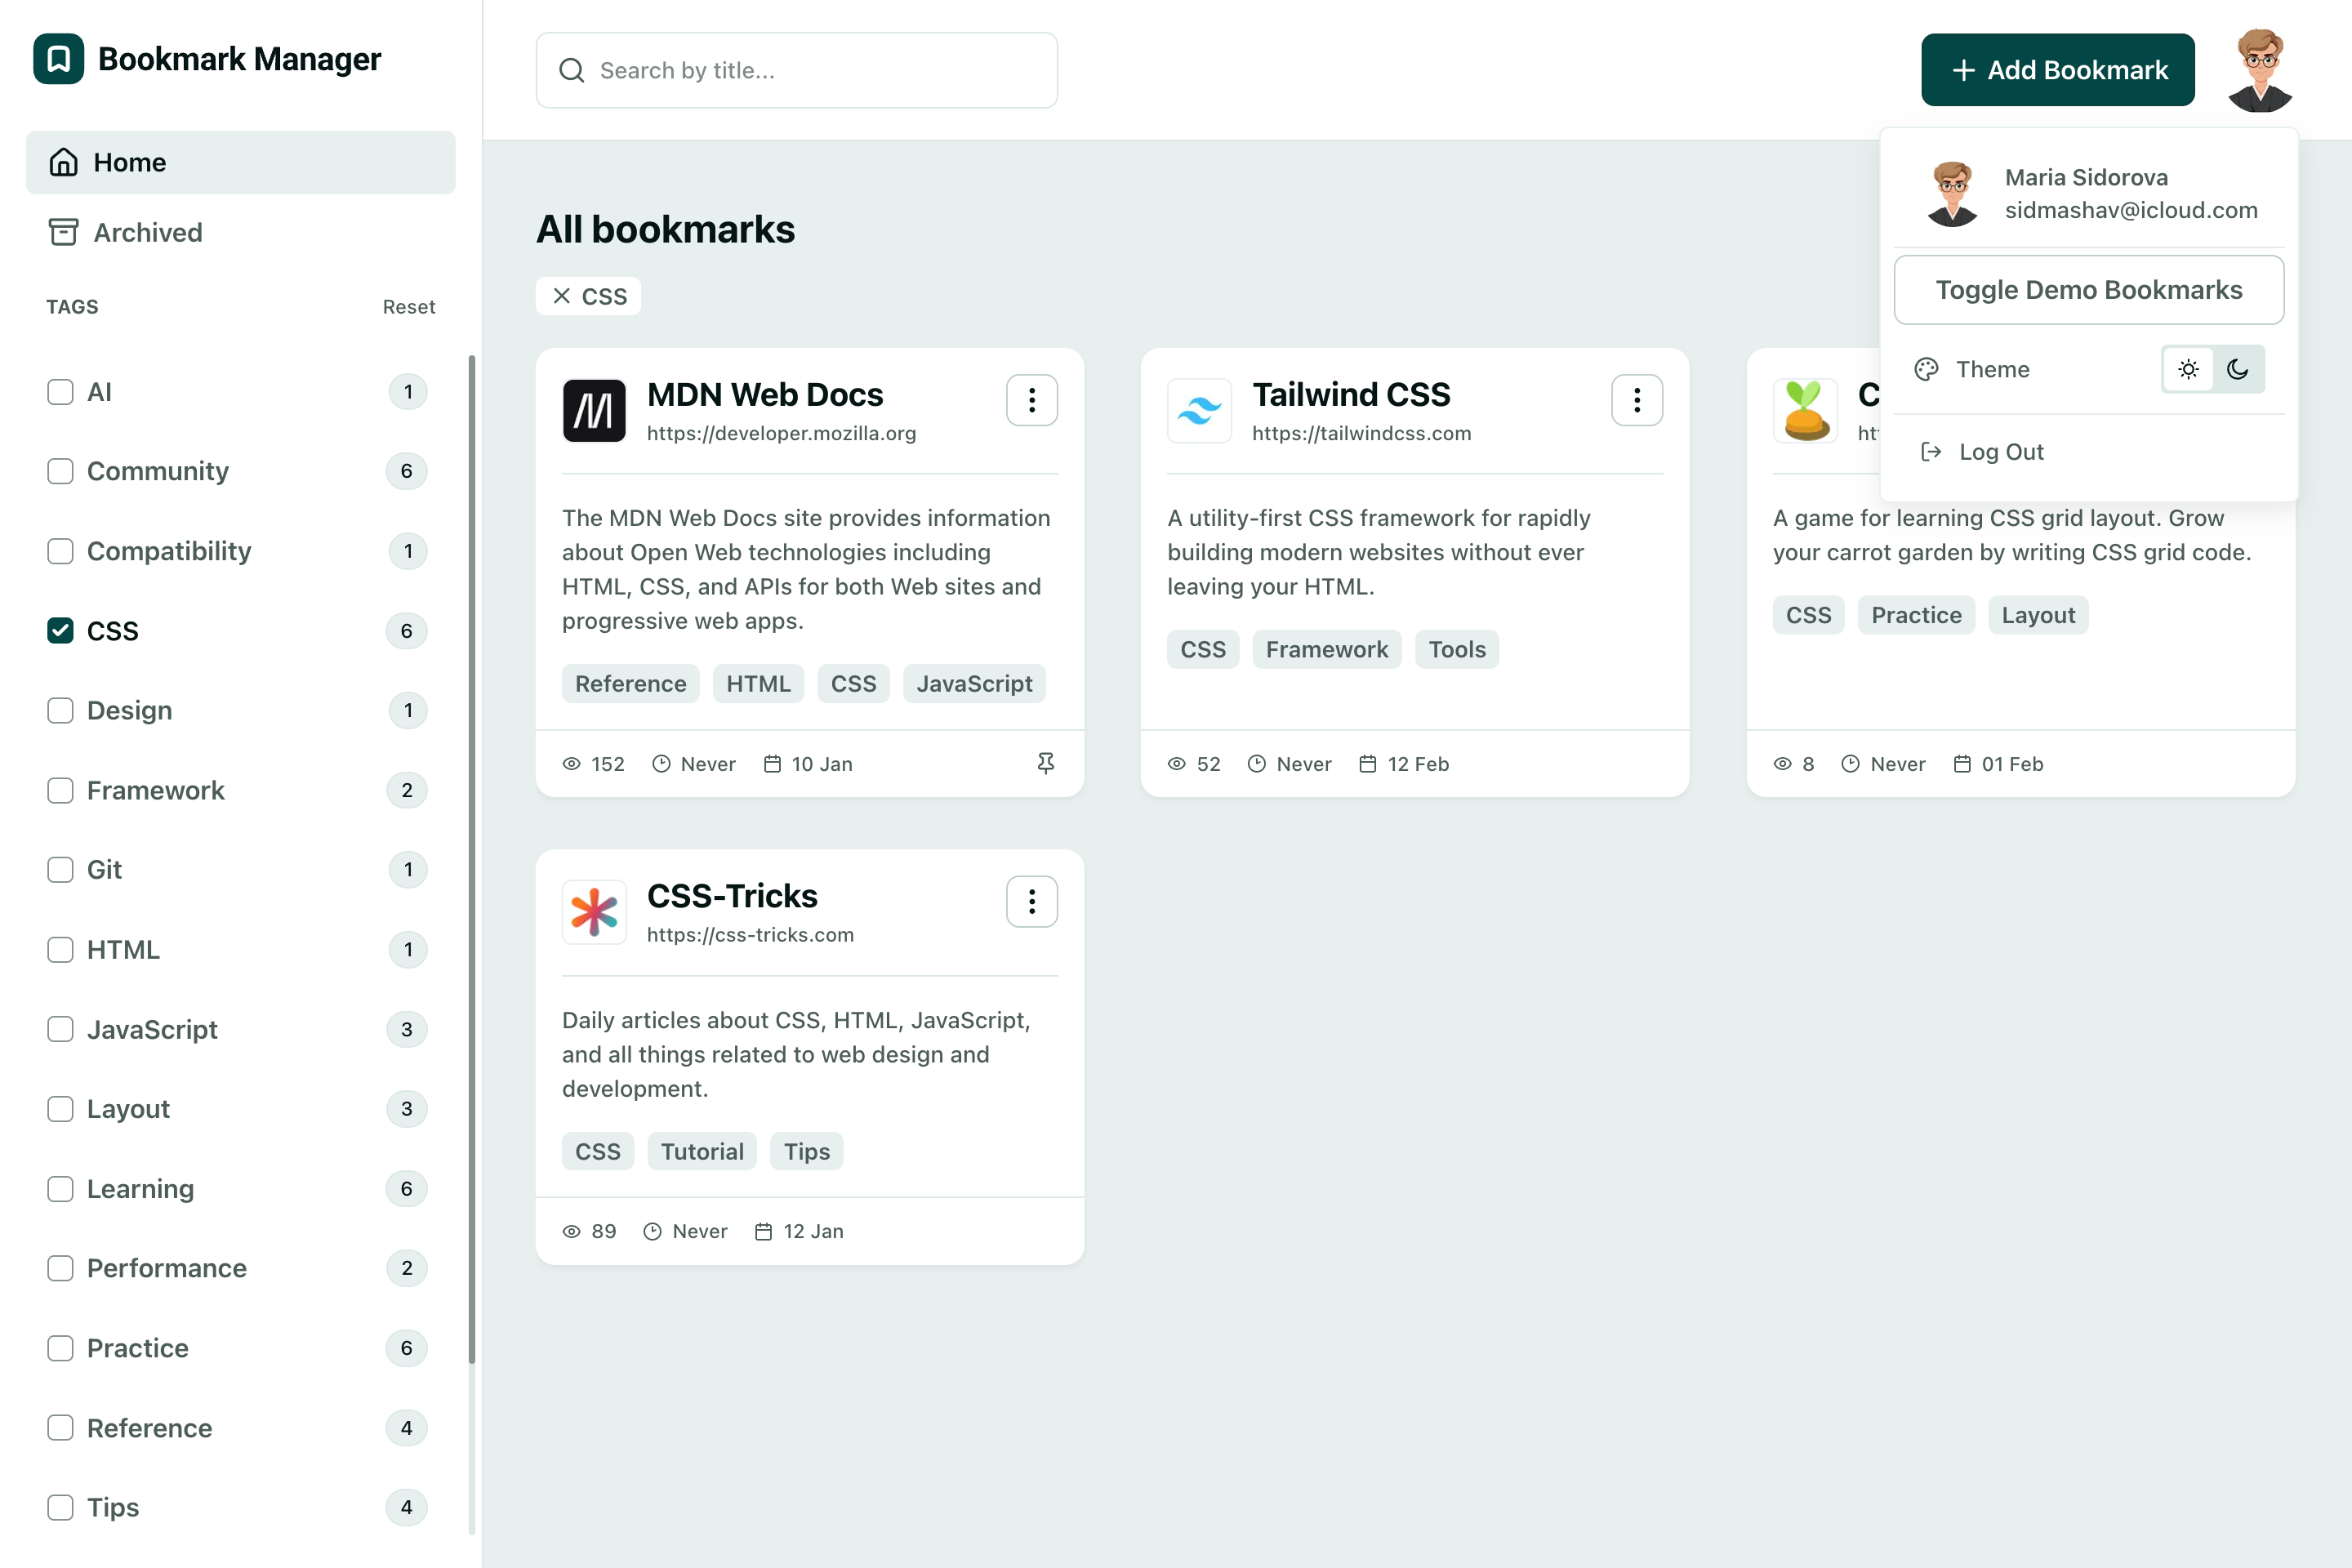 Bookmark Manager
Home
Archived
TAGS
Reset
AI
1
Community
6
Compatibility
1
CSS
6
Design
1
Framework
2
Git
1
HTML
1
JavaScript
3
Layout
3
Learning
6
Performance
2
Practice
6
Reference
4
Tips
4
Search by title...
Add Bookmark
Maria Sidorova
sidmashav@icloud.com
Toggle Demo Bookmarks
Theme
Log Out
All bookmarks
CSS
MDN Web Docs
https://developer.mozilla.org
The MDN Web Docs site provides information
about Open Web technologies including
HTML, CSS, and APIs for both Web sites and
progressive web apps.
Reference HTML CSS JavaScript
152 Never 10 Jan
Tailwind CSS
https://tailwindcss.com
A utility-first CSS framework for rapidly
building modern websites without ever
leaving your HTML.
CSS Framework Tools
52 Never 12 Feb
A game for learning CSS grid layout. Grow
your carrot garden by writing CSS grid code.
CSS Practice Layout
8 Never 01 Feb
CSS-Tricks
https://css-tricks.com
Daily articles about CSS, HTML, JavaScript,
and all things related to web design and
development.
CSS Tutorial Tips
89 Never 12 Jan